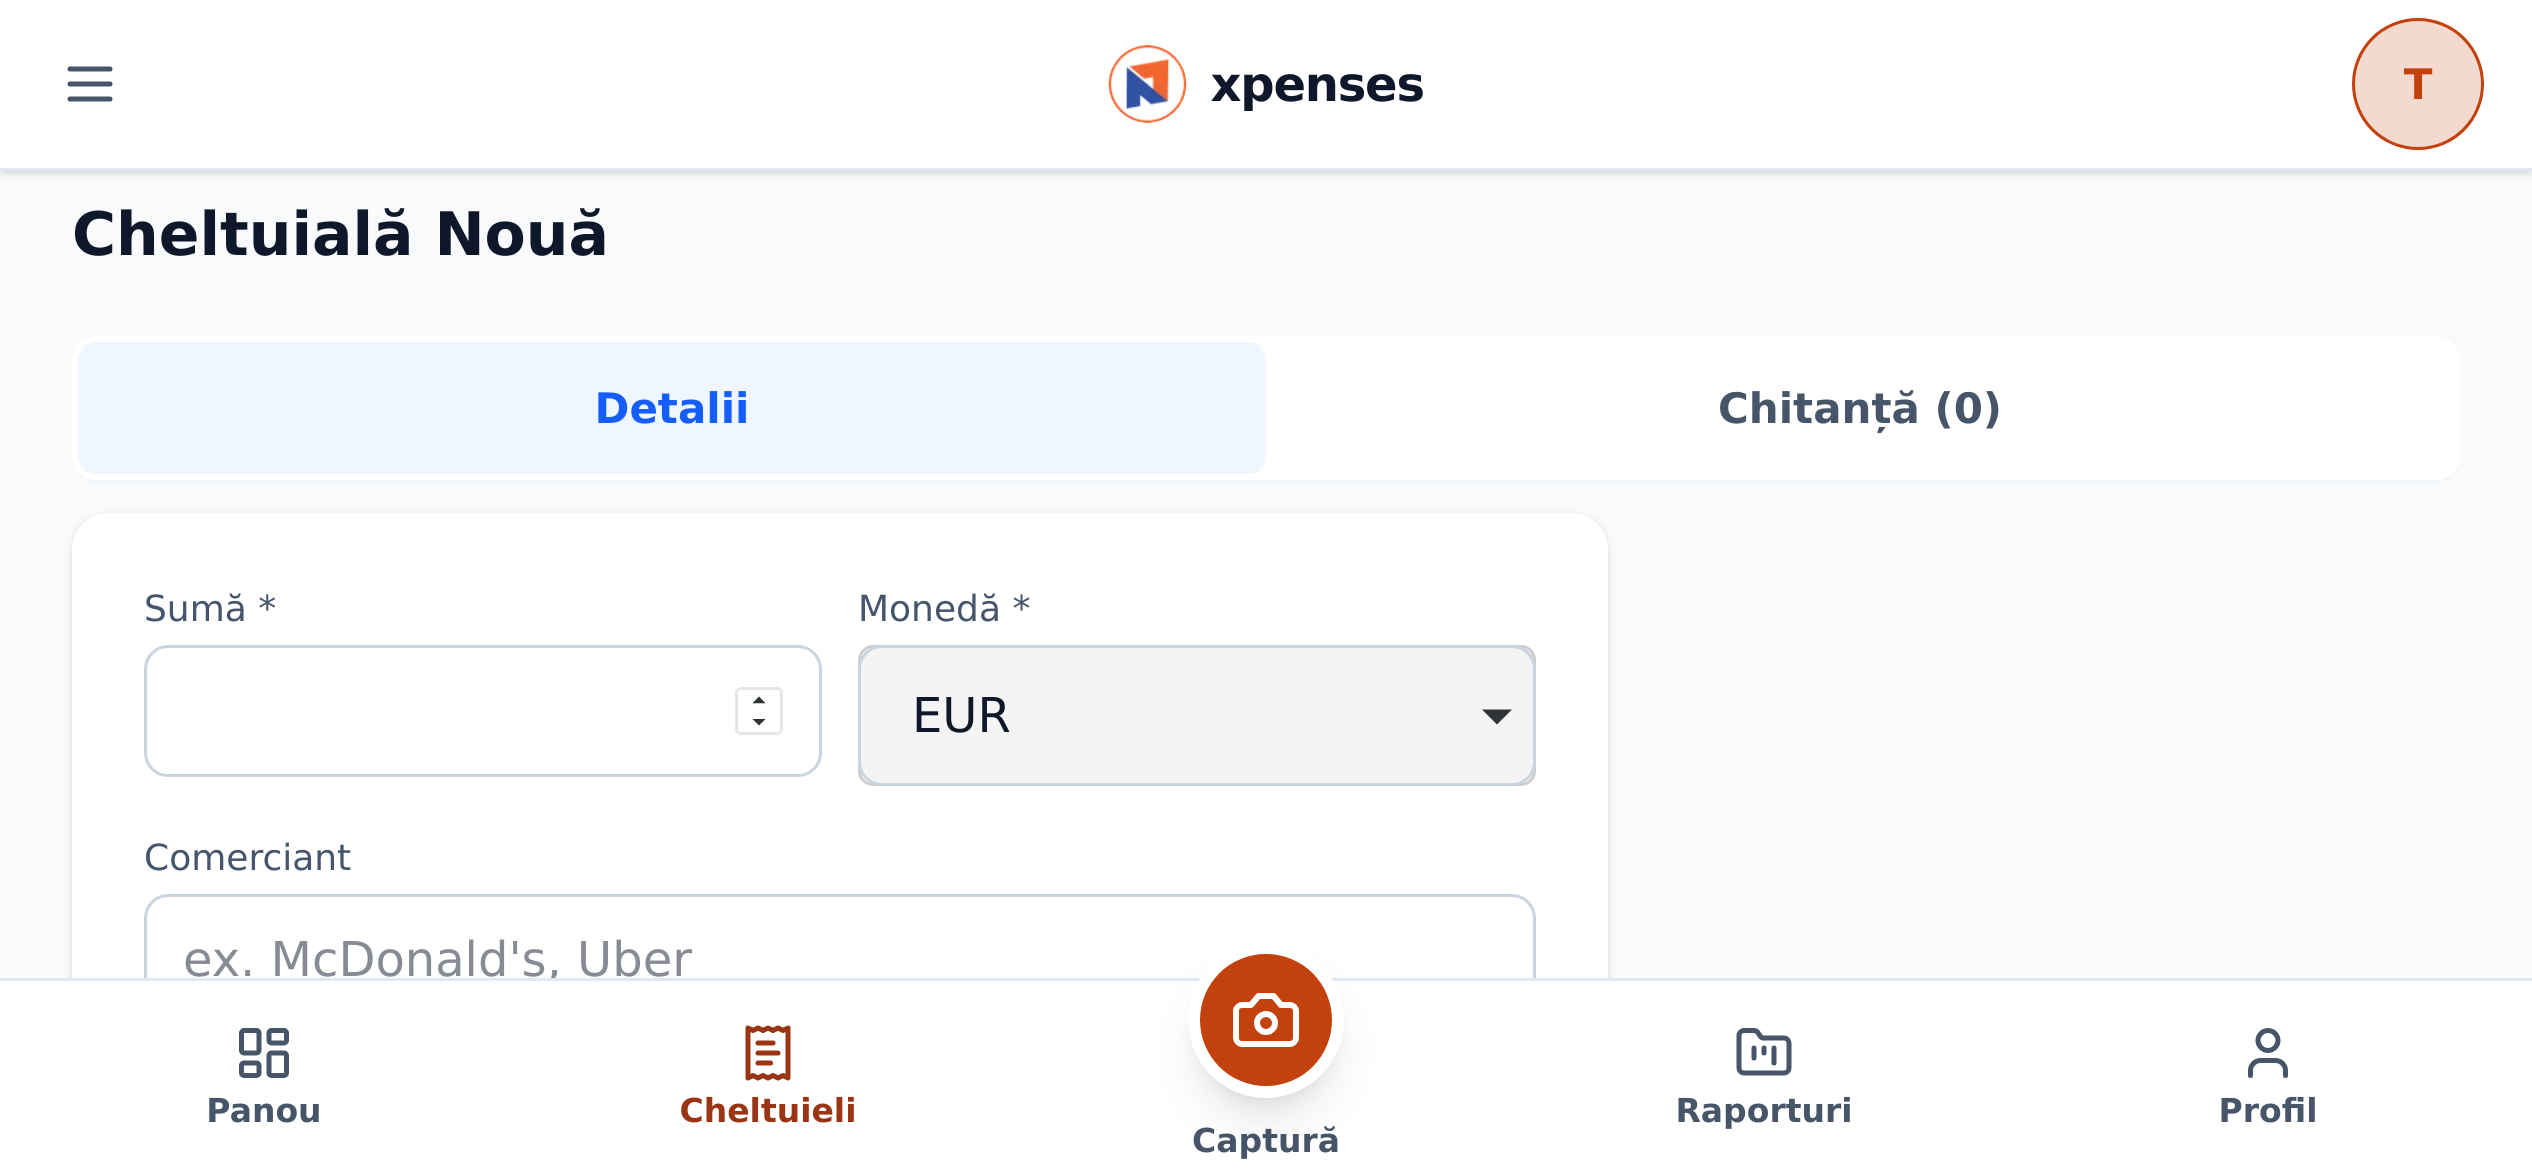 xpenses
T
Cheltuială Nouă
Detalii
Chitanță (0)
Sumă *
Monedă *
EUR
Comerciant
ex. McDonald's, Uber
Panou
Cheltuieli
Captură
Raporturi
Profil